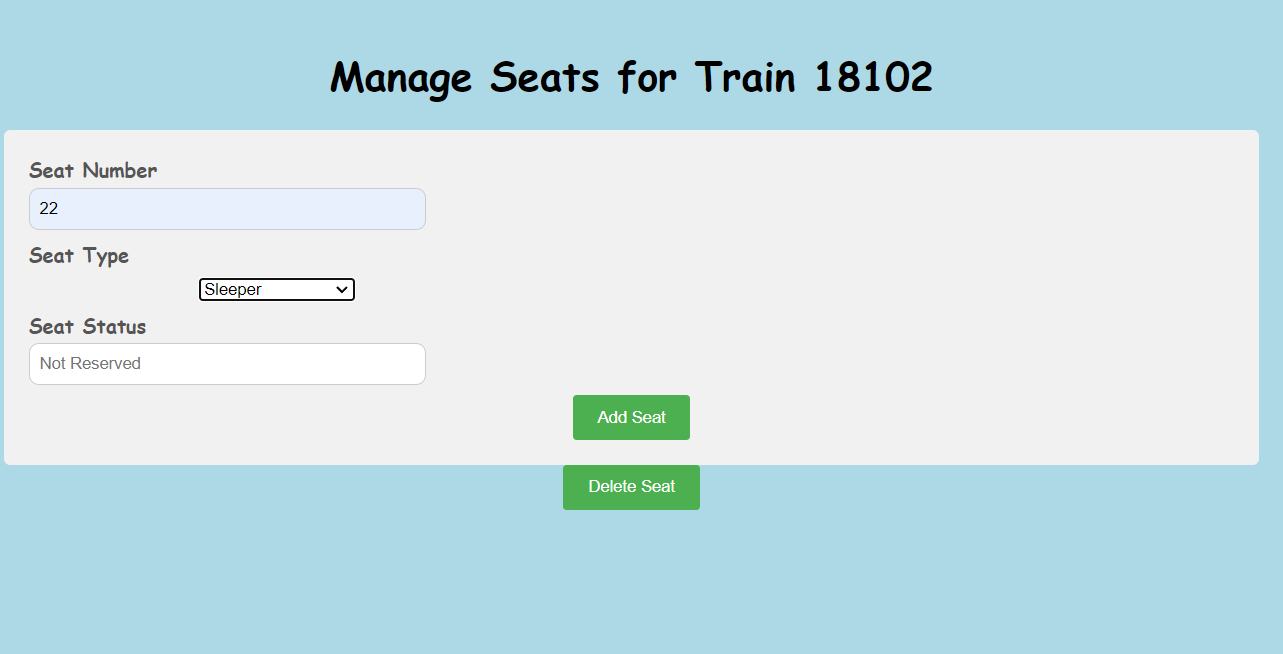 Manage Seats for Train 18102
Seat Number
22
Seat Type
Sleeper
Seat Status
Not Reserved
Add Seat
Delete Seat